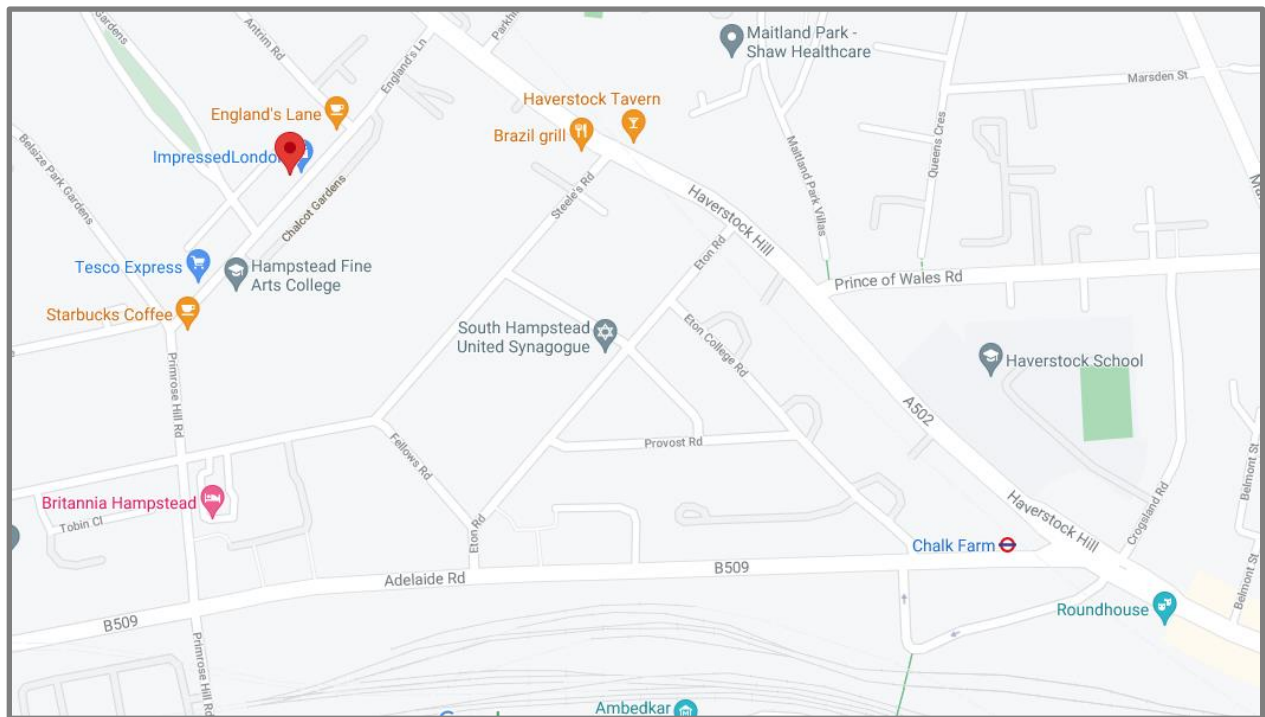 Gardens
Antrim Rd
England's Ln
Maitland Park -
Shaw Healthcare
Marsden St
England's Lane
Haverstock Tavern
Brazil grill
Belsize Park Gardens
Chalcot Gardens
Steele's Rd
Haverstock Hill
Maitland Park Villas
Queens Cres
Tesco Express
Hampstead Fine
Arts College
Eton Rd
Prince of Wales Rd
Starbucks Coffee
South Hampstead
United Synagogue
Eton College Rd
Haverstock School
Primrose Hill Rd
A502
Fellows Rd
Provost Rd
Belmont St
Britannia Hampstead
Tobin Cl
Eton Rd
Haverstock Hill
Crogsland Rd
Chalk Farm
Adelaide Rd
B509
Belmont St
Roundhouse
B509
Primrose Hill Rd
Ambedkar